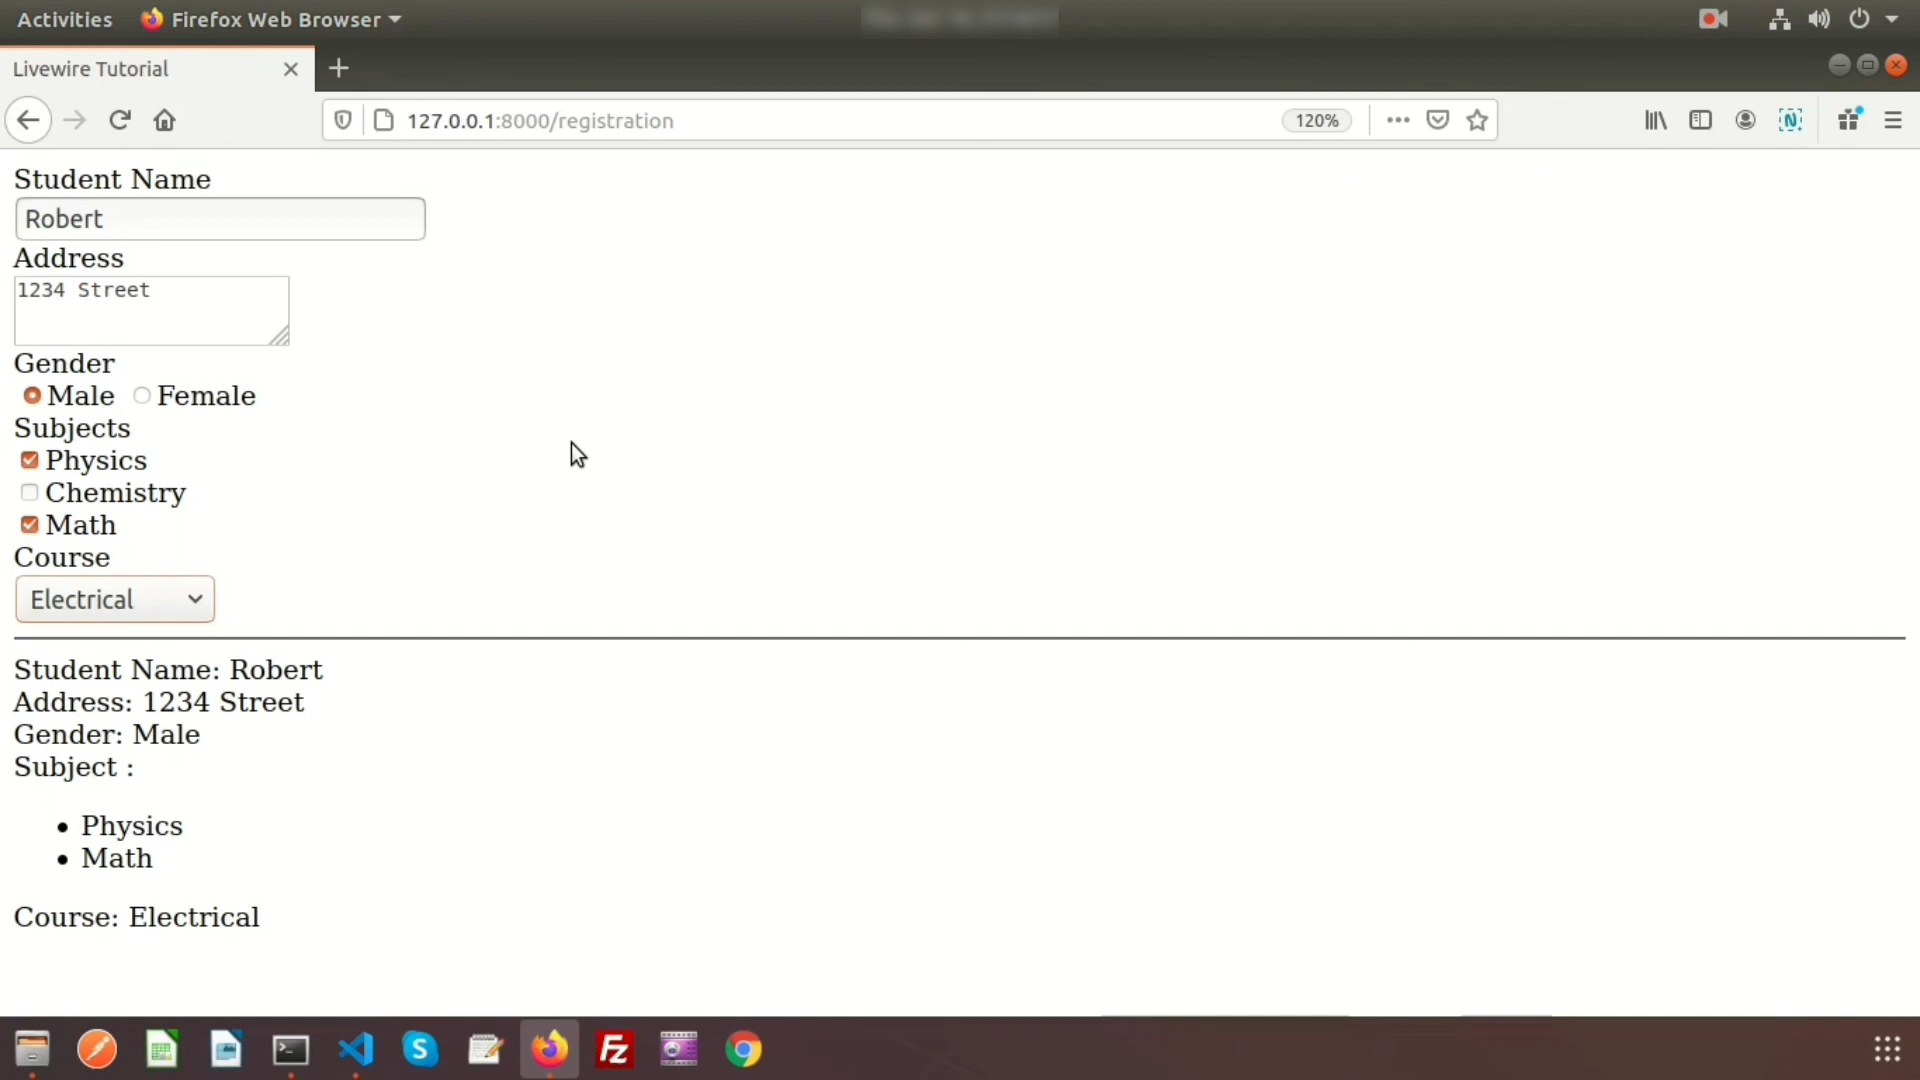 Activities Firefox Web Browser
Livewire Tutorial
127.0.0.1:8000/registration 120%
Student Name
Robert
Address
1234 Street
Gender
Male Female
Subjects
Physics
Chemistry
Math
Course
Electrical
Student Name: Robert
Address: 1234 Street
Gender: Male
Subject :
Physics
Math
Course: Electrical